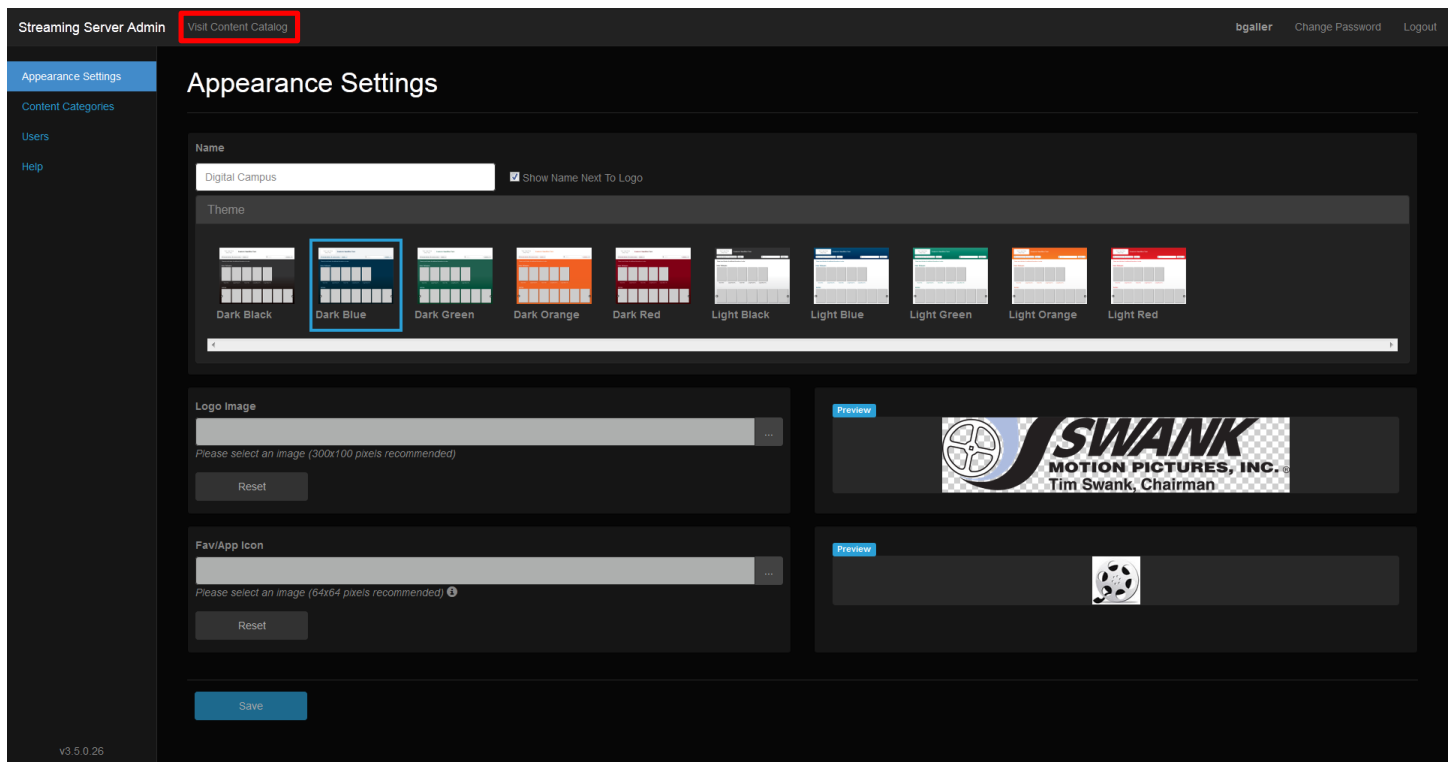 Streaming Server Admin
Visit Content Catalog
bgaller
Change Password
Logout
Appearance Settings
Content Categories
Users
Help
v3.5.0.26
Appearance Settings
Name
Digital Campus
Show Name Next To Logo
Theme
Dark Black
Dark Blue
Dark Green
Dark Orange
Dark Red
Light Black
Light Blue
Light Green
Light Orange
Light Red
Logo Image
...
Please select an image (300x100 pixels recommended)
Reset
Preview
SWANK
MOTION PICTURES, INC.®
Tim Swank, Chairman
Fav/App Icon
...
Please select an image (64x64 pixels recommended)
Reset
Preview
Save